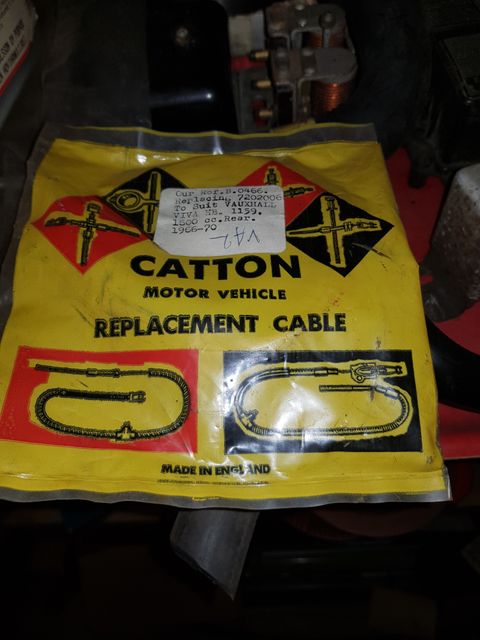 Our Ref.B.0466.
Replacing 7202006
To Suit VAUXHALL
VIVA HB. 1159.
1600 cc.Rear.
1966-70
VA2
CATTON
MOTOR VEHICLE
REPLACEMENT CABLE
MADE IN ENGLAND